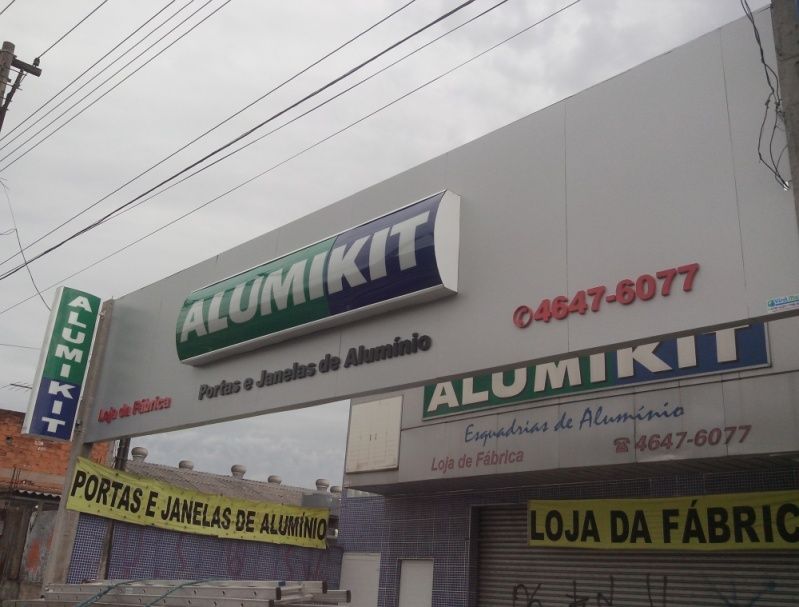 ALUMIKIT
ALUMIKIT
4647-6077
Portas e Janelas de Alumínio
Loja da Fábrica
ALUMIKIT
Esquadrias de Alumínio
Loja de Fábrica
4647-6077
PORTAS E JANELAS DE ALUMÍNIO
LOJA DA FÁBRIC